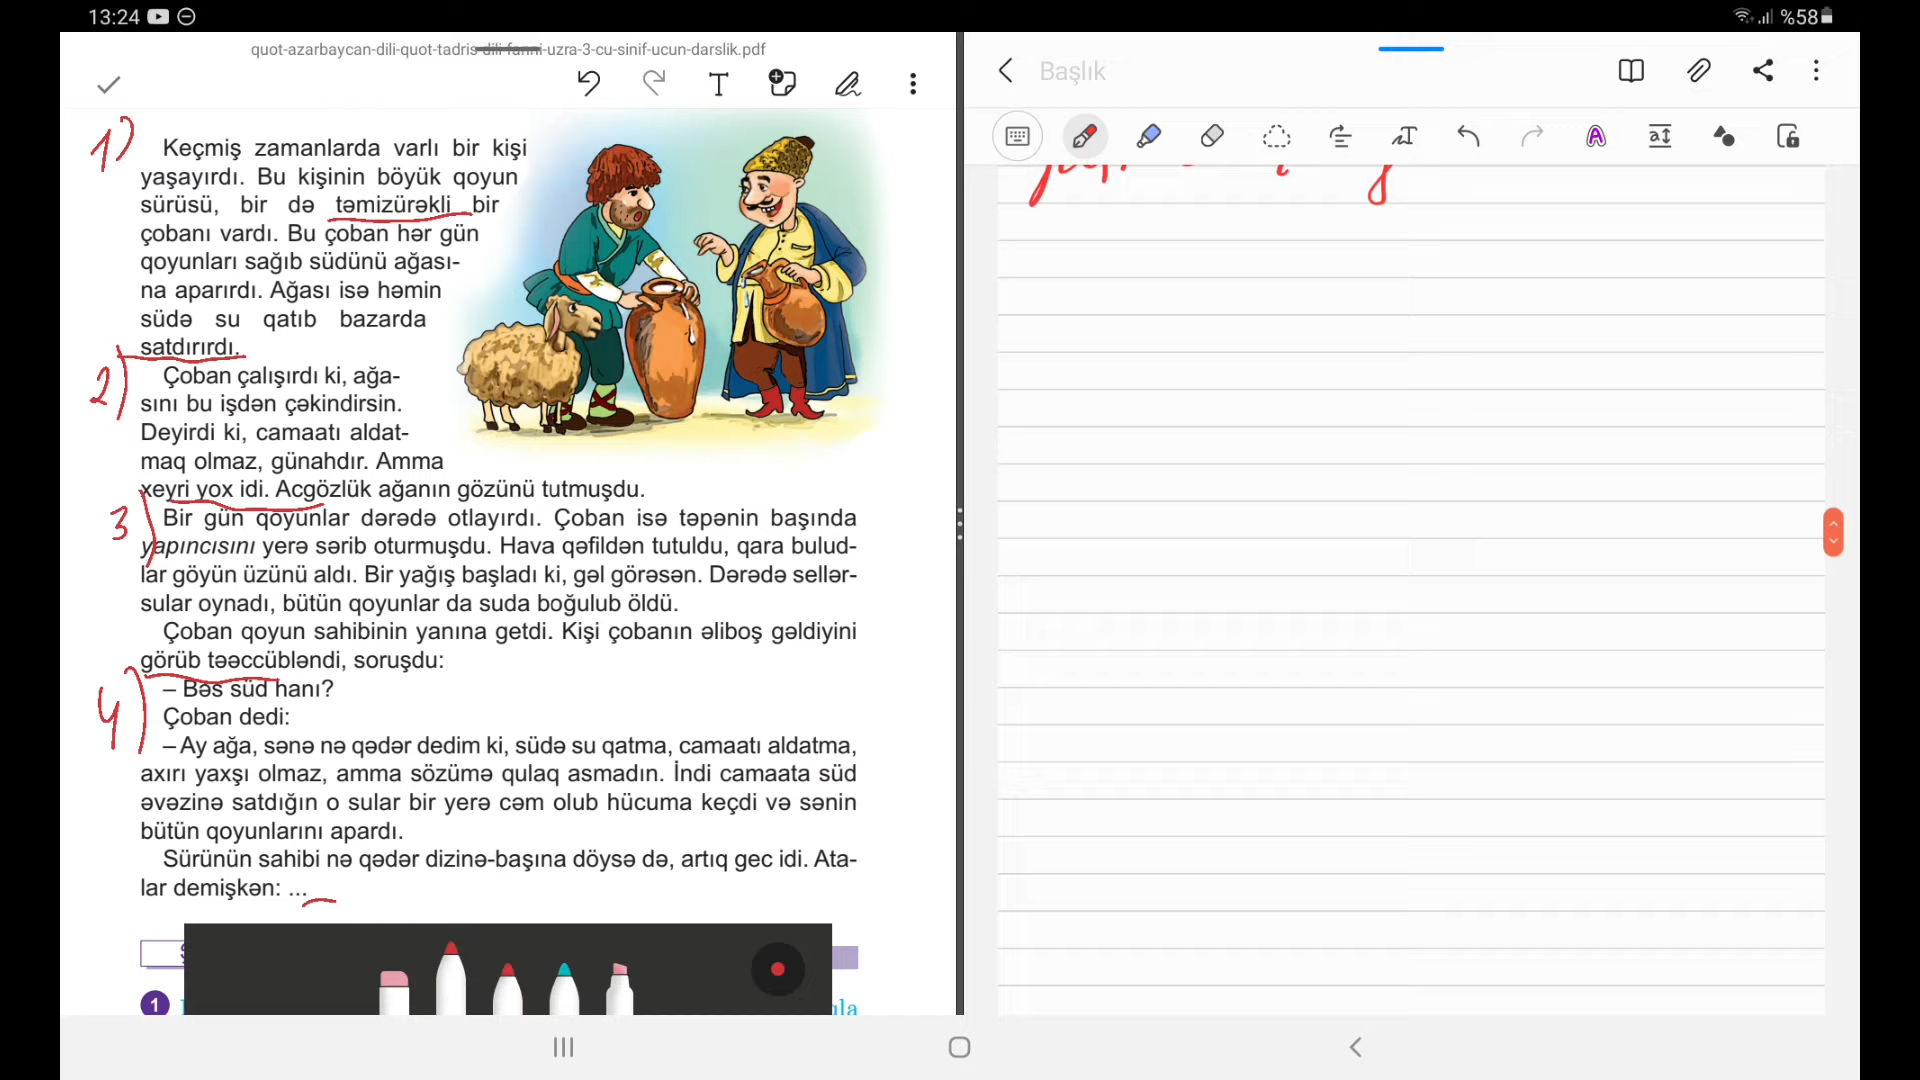 13:24
%58
quot-azarbaycan-dili-quot-tadris-dili-fanni-uzra-3-cu-sinif-ucun-darslik.pdf
Başlık
1)
Keçmiş zamanlarda varlı bir kişi
yaşayırdı. Bu kişinin böyük qoyun
sürüsü, bir də təmizürəkli bir
çobanı vardı. Bu çoban hər gün
qoyunları sağıb südünü ağası-
na aparırdı. Ağası isə həmin
südə su qatıb bazarda
satdırırdı.
2)
Çoban çalışırdı ki, ağa-
sını bu işdən çəkindirsin.
Deyirdi ki, camaatı aldat-
maq olmaz, günahdır. Amma
xeyri yox idi. Acgözlük ağanın gözünü tutmuşdu.
3)
Bir gün qoyunlar dərədə otlayırdı. Çoban isə təpənin başında
yapıncısını yerə sərib oturmuşdu. Hava qəfildən tutuldu, qara bulud-
lar göyün üzünü aldı. Bir yağış başladı ki, gəl görəsən. Dərədə sellər-
sular oynadı, bütün qoyunlar da suda boğulub öldü.
Çoban qoyun sahibinin yanına getdi. Kişi çobanın əliboş gəldiyini
görüb təəccübləndi, soruşdu:
4)
– Bəs süd hanı?
Çoban dedi:
– Ay ağa, sənə nə qədər dedim ki, südə su qatma, camaatı aldatma,
axırı yaxşı olmaz, amma sözümə qulaq asmadın. İndi camaata süd
əvəzinə satdığın o sular bir yerə cəm olub hücuma keçdi və sənin
bütün qoyunlarını apardı.
Sürünün sahibi nə qədər dizinə-başına döysə də, artıq gec idi. Ata-
lar demişkən: ...
1